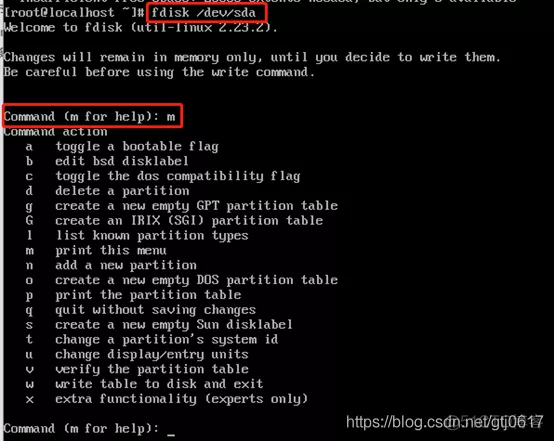 [root@localhost ~]# fdisk /dev/sda
Welcome to fdisk (util-linux 2.23.2).
Changes will remain in memory only, until you decide to write them.
Be careful before using the write command.
Command (m for help): m
Command action
a   toggle a bootable flag
b   edit bsd disklabel
c   toggle the dos compatibility flag
d   delete a partition
g   create a new empty GPT partition table
G   create an IRIX (SGI) partition table
l   list known partition types
m   print this menu
n   add a new partition
o   create a new empty DOS partition table
p   print the partition table
q   quit without saving changes
s   create a new empty Sun disklabel
t   change a partition's system id
u   change display/entry units
v   verify the partition table
w   write table to disk and exit
x   extra functionality (experts only)
https://blog.csdn.net/gtj0617
Command (m for help): _